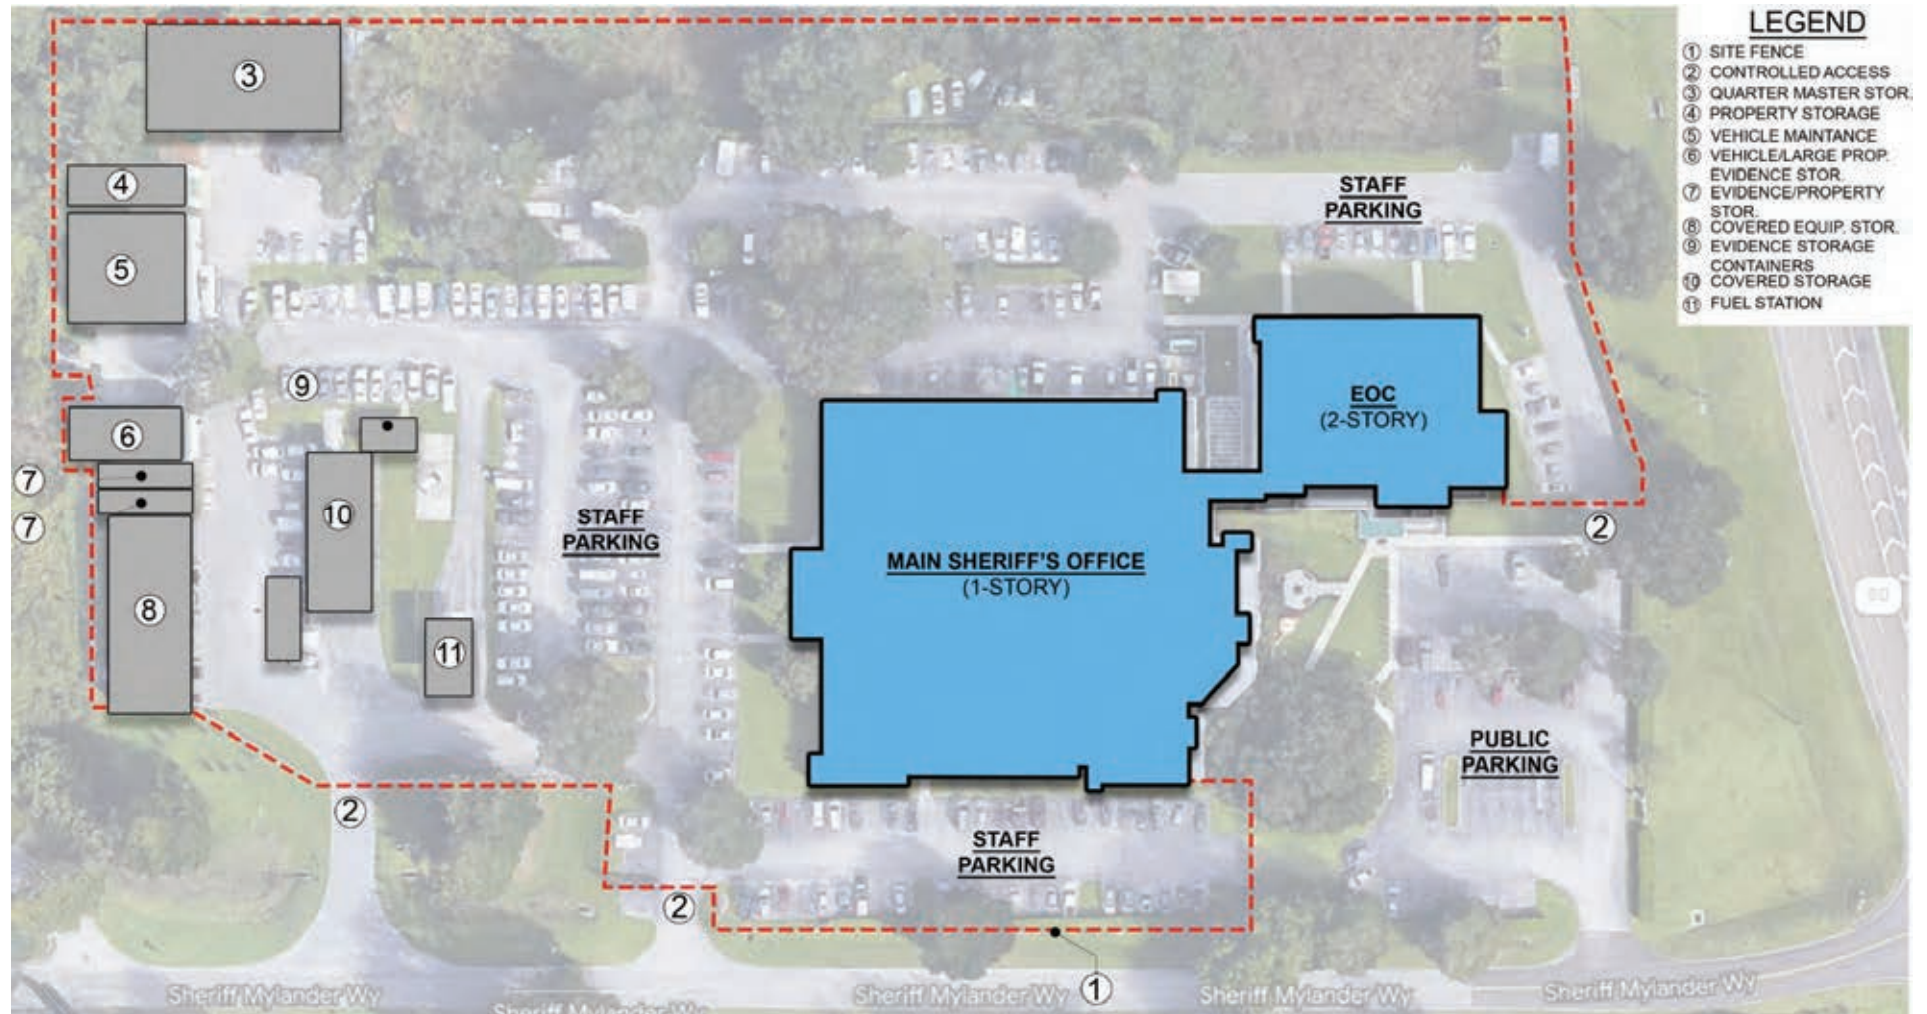 LEGEND
① SITE FENCE
② CONTROLLED ACCESS
③ QUARTER MASTER STOR.
④ PROPERTY STORAGE
⑤ VEHICLE MAINTANCE
⑥ VEHICLE/LARGE PROP.
EVIDENCE STOR.
⑦ EVIDENCE/PROPERTY
STOR.
⑧ COVERED EQUIP. STOR.
⑨ EVIDENCE STORAGE
CONTAINERS
⑩ COVERED STORAGE
⑪ FUEL STATION
③
④
STAFF
PARKING
⑤
⑨
EOC
(2-STORY)
⑥
⑦
⑦
⑩
STAFF
PARKING
②
MAIN SHERIFF'S OFFICE
(1-STORY)
⑧
⑪
PUBLIC
PARKING
②
STAFF
PARKING
②
①
Sheriff Mylander Wy
Sheriff Mylander Wy
Sheriff Mylander Wy
Sheriff Mylander Wy
Sheriff Mylander Wy